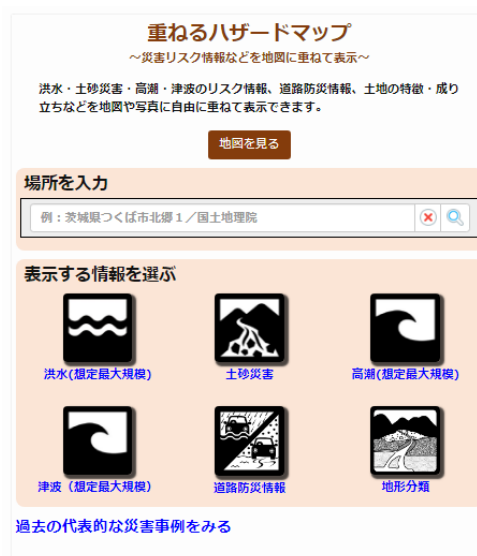 重ねるハザードマップ
～災害リスク情報などを地図に重ねて表示～
洪水・土砂災害・高潮・津波のリスク情報、道路防災情報、土地の特徴・成り
立ちなどを地図や写真に自由に重ねて表示できます。
地図を見る
場所を入力
例：茨城県つくば市北郷１／国土地理院
表示する情報を選ぶ
洪水(想定最大規模)
土砂災害
高潮(想定最大規模)
津波（想定最大規模）
道路防災情報
地形分類
過去の代表的な災害事例をみる